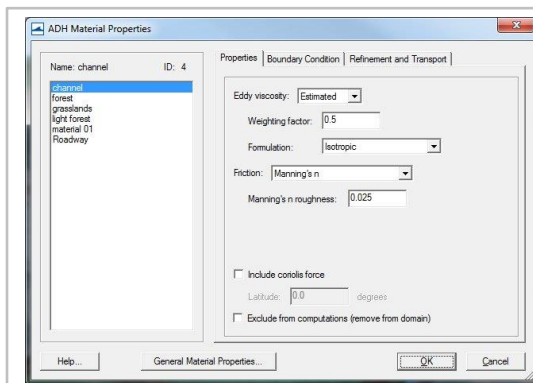 ADH Material Properties
Name: channel ID: 4
channel
forest
grasslands
light forest
material 01
Roadway
Properties Boundary Condition Refinement and Transport
Eddy viscosity: Estimated
Weighting factor: 0.5
Formulation: Isotropic
Friction: Manning's n
Manning's n roughness: 0.025
Include coriolis force
Latitude: 0.0 degrees
Exclude from computations (remove from domain)
Help... General Material Properties... OK Cancel